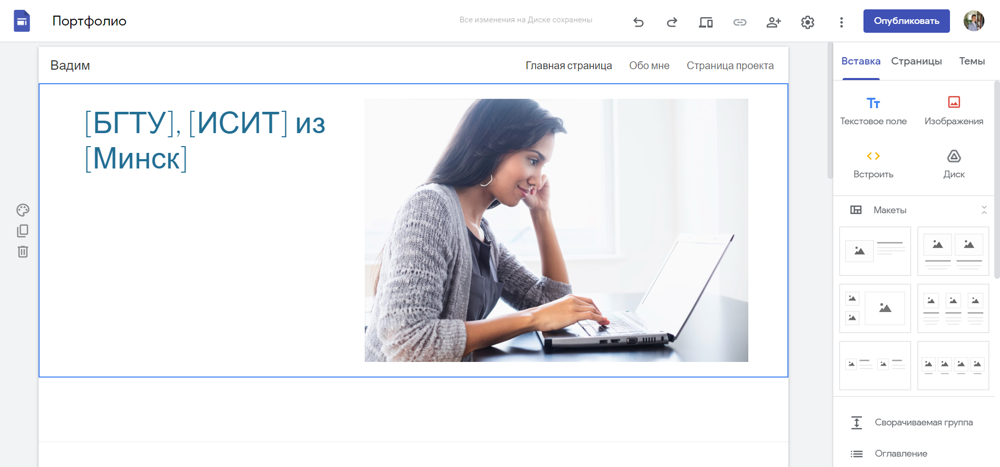 Портфолио
Все изменения на Диске сохранены
Опубликовать
Вадим
Главная страница
Обо мне
Страница проекта
[БГТУ], [ИСИТ] из
[Минск]
Вставка
Страницы
Темы
Тт
Текстовое поле
Изображения
Встроить
Диск
Макеты
Сворачиваемая группа
Оглавление